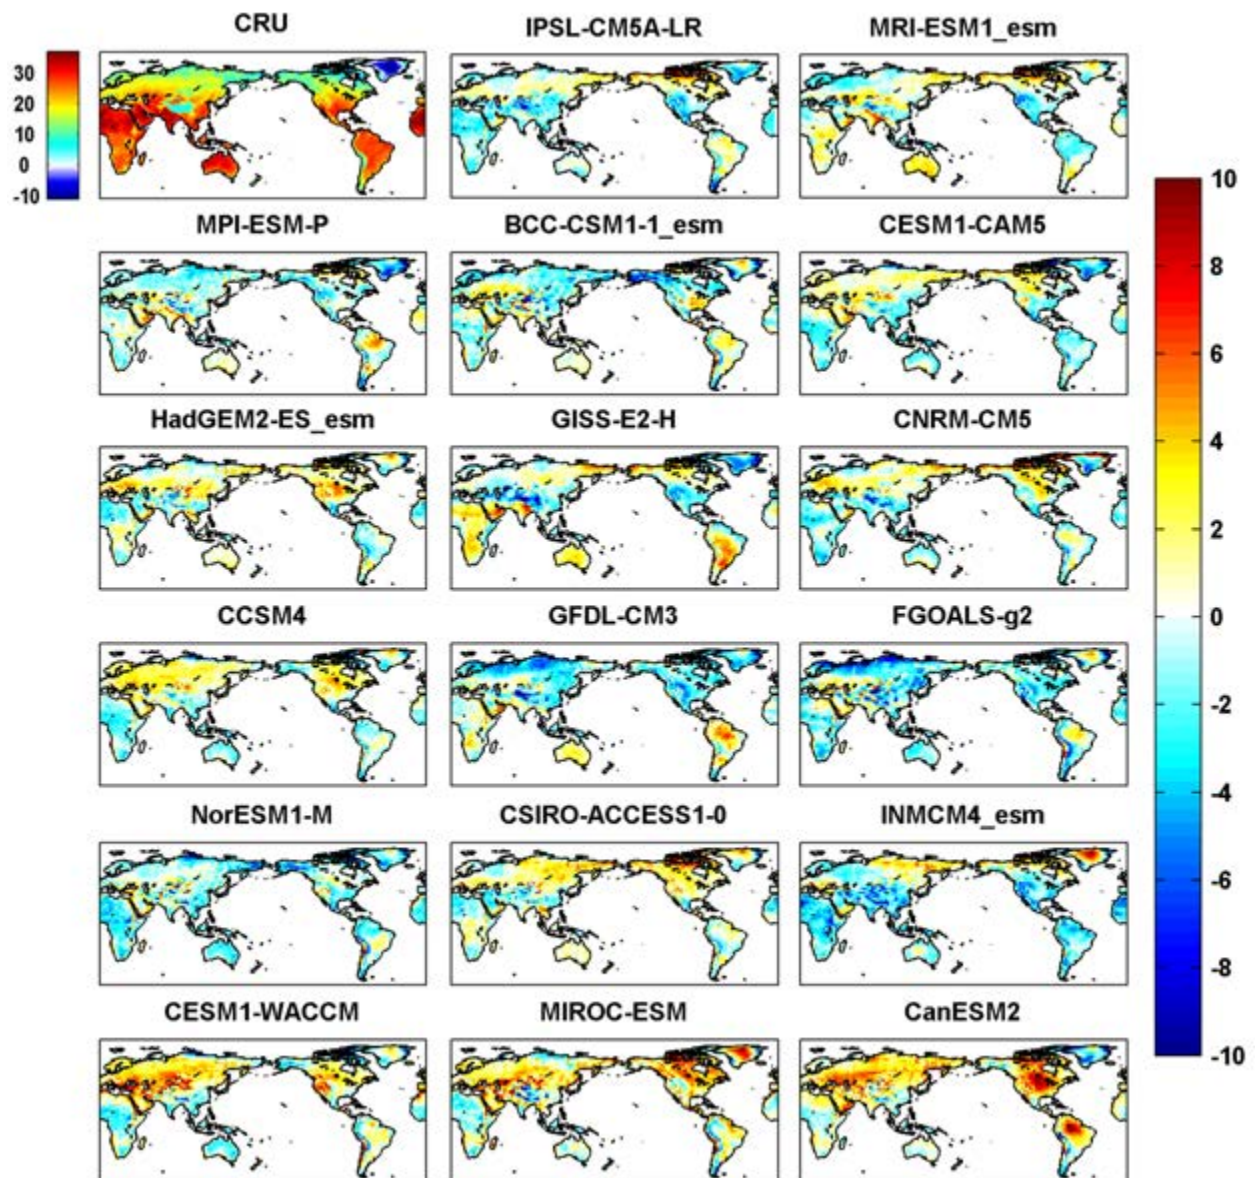 CRU
IPSL-CM5A-LR
MRI-ESM1_esm
30
20
10
0
-10
MPI-ESM-P
BCC-CSM1-1_esm
CESM1-CAM5
HadGEM2-ES_esm
GISS-E2-H
CNRM-CM5
CCSM4
GFDL-CM3
FGOALS-g2
NorESM1-M
CSIRO-ACCESS1-0
INMCM4_esm
CESM1-WACCM
MIROC-ESM
CanESM2
10
8
6
4
2
0
-2
-4
-6
-8
-10